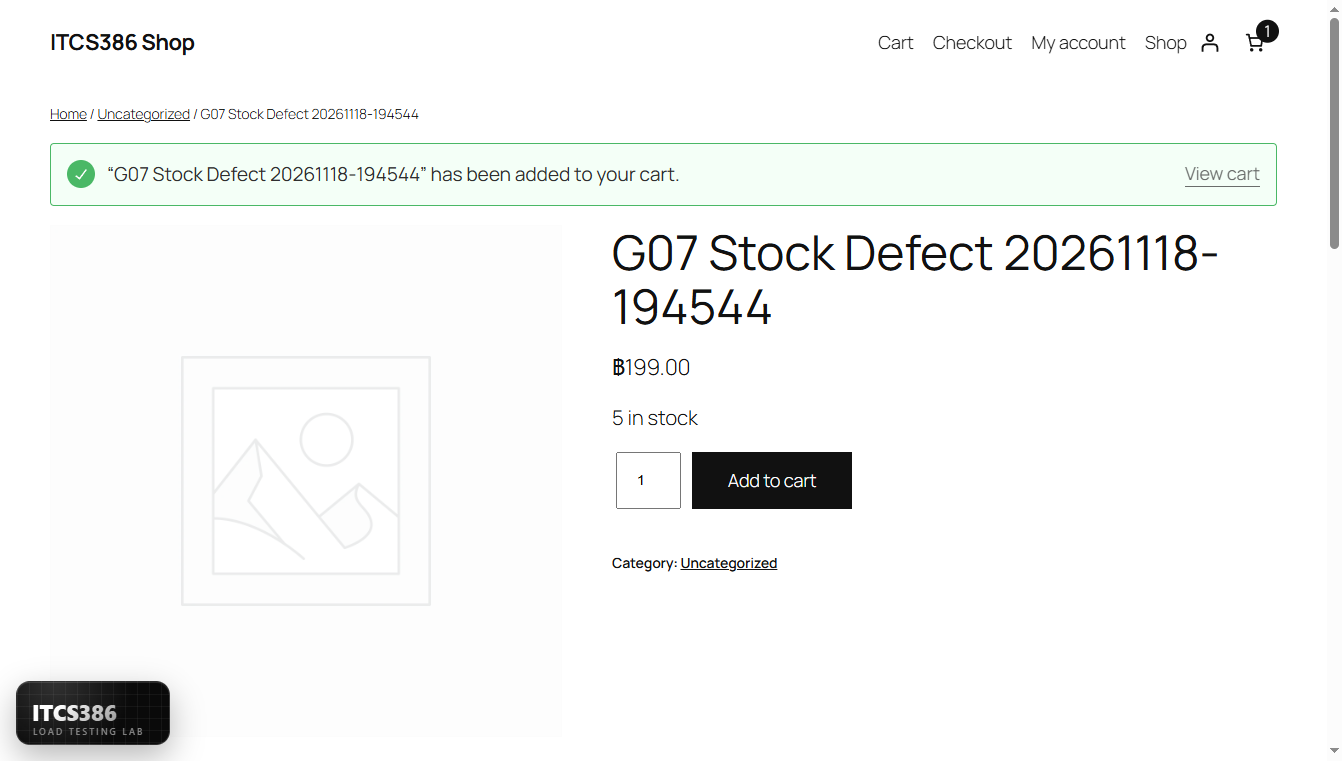 ITCS386 Shop
Cart Checkout My account Shop 1
Home / Uncategorized / G07 Stock Defect 20261118-194544
“G07 Stock Defect 20261118-194544” has been added to your cart. View cart
G07 Stock Defect 20261118-
194544
฿199.00
5 in stock
1 Add to cart
Category: Uncategorized
ITCS386
LOAD TESTING LAB